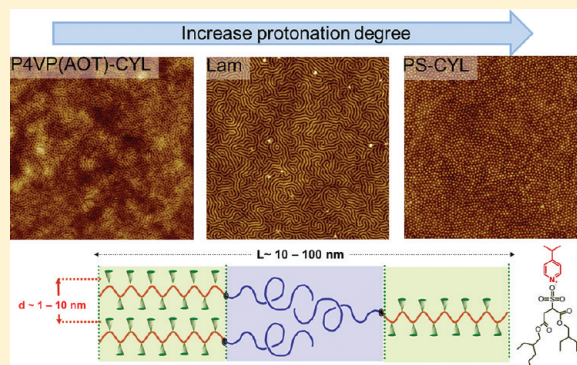 Increase protonation degree
P4VP(AOT)-CYL
Lam
PS-CYL
L~ 10 – 100 nm
d ~ 1 – 10 nm
N+
O
O=S=O
O
O
O
O